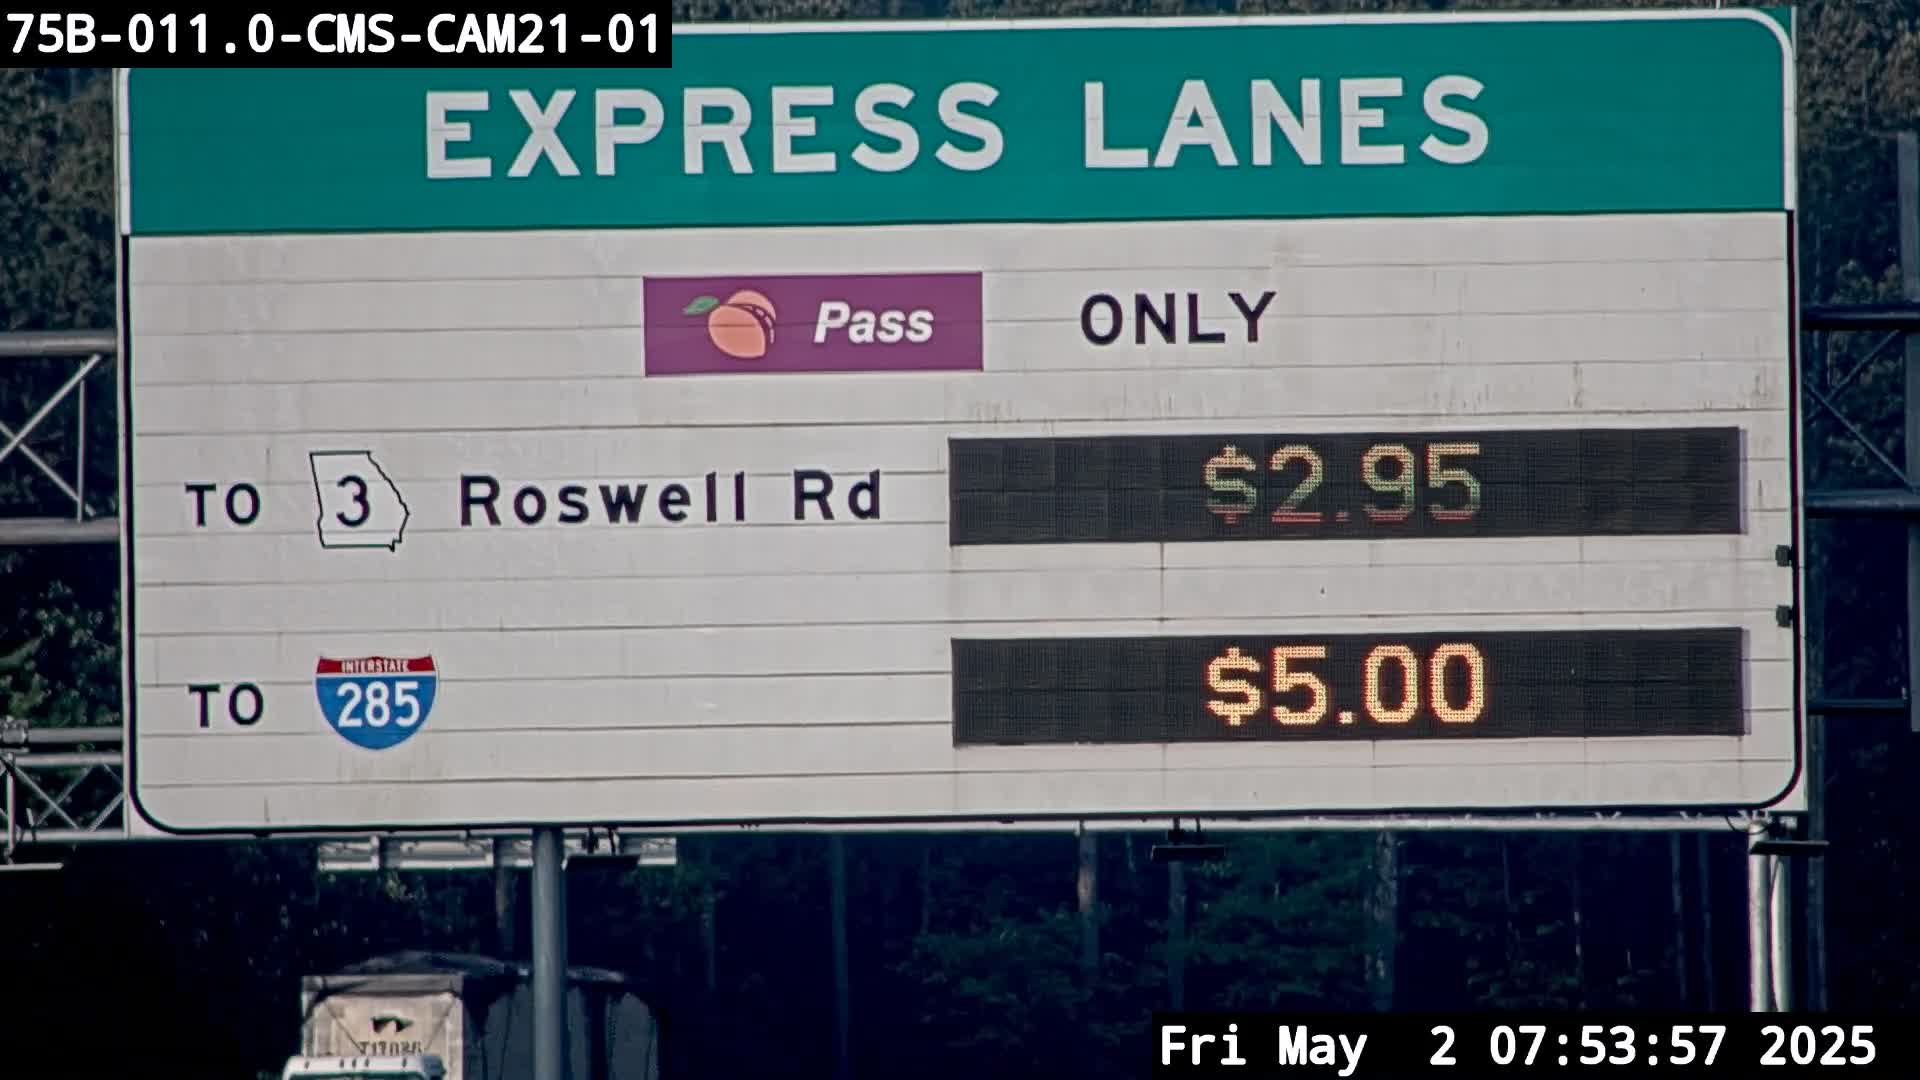 75B-011.0-CMS-CAM21-01
EXPRESS LANES
Pass ONLY
TO 3 Roswell Rd $2.95
TO INTERSTATE 285 $5.00
Fri May 2 07:53:57 2025